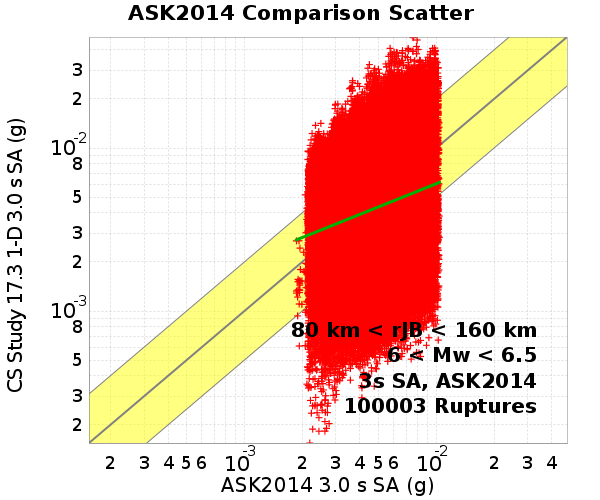 ASK2014 Comparison Scatter
CS Study 17.3 1-D 3.0 s SA (g)
3
2
10-2
8
5
3
2
10-3
8
5
3
2
80 km < rJB < 160 km
6 < Mw < 6.5
3s SA, ASK2014
100003 Ruptures
2 3 4 5 6 10-3 2 3 4 5 6 10-2 2 3 4
ASK2014 3.0 s SA (g)